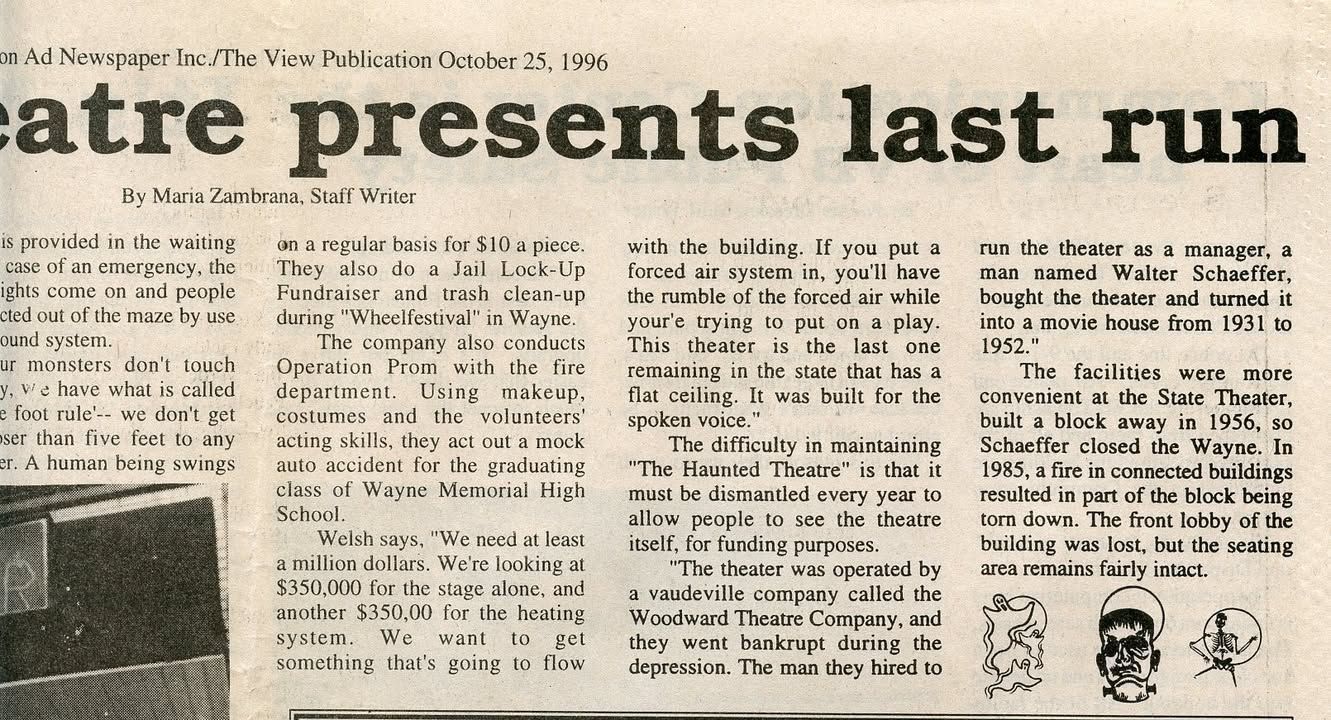 on Ad Newspaper Inc./The View Publication October 25, 1996
eatre presents last run
By Maria Zambrana, Staff Writer
is provided in the waiting
case of an emergency, the
ights come on and people
cted out of the maze by use
ound system.
ur monsters don't touch
y, we have what is called
e foot rule'-- we don't get
oser than five feet to any
er. A human being swings
R
on a regular basis for $10 a piece.
They also do a Jail Lock-Up
Fundraiser and trash clean-up
during "Wheelfestival" in Wayne.
The company also conducts
Operation Prom with the fire
department. Using makeup,
costumes and the volunteers'
acting skills, they act out a mock
auto accident for the graduating
class of Wayne Memorial High
School.
Welsh says, "We need at least
a million dollars. We're looking at
$350,000 for the stage alone, and
another $350,00 for the heating
system. We want to get
something that's going to flow
with the building. If you put a
forced air system in, you'll have
the rumble of the forced air while
your'e trying to put on a play.
This theater is the last one
remaining in the state that has a
flat ceiling. It was built for the
spoken voice."
The difficulty in maintaining
"The Haunted Theatre" is that it
must be dismantled every year to
allow people to see the theatre
itself, for funding purposes.
"The theater was operated by
a vaudeville company called the
Woodward Theatre Company, and
they went bankrupt during the
depression. The man they hired to
run the theater as a manager, a
man named Walter Schaeffer,
bought the theater and turned it
into a movie house from 1931 to
1952."
The facilities were more
convenient at the State Theater,
built a block away in 1956, so
Schaeffer closed the Wayne. In
1985, a fire in connected buildings
resulted in part of the block being
torn down. The front lobby of the
building was lost, but the seating
area remains fairly intact.